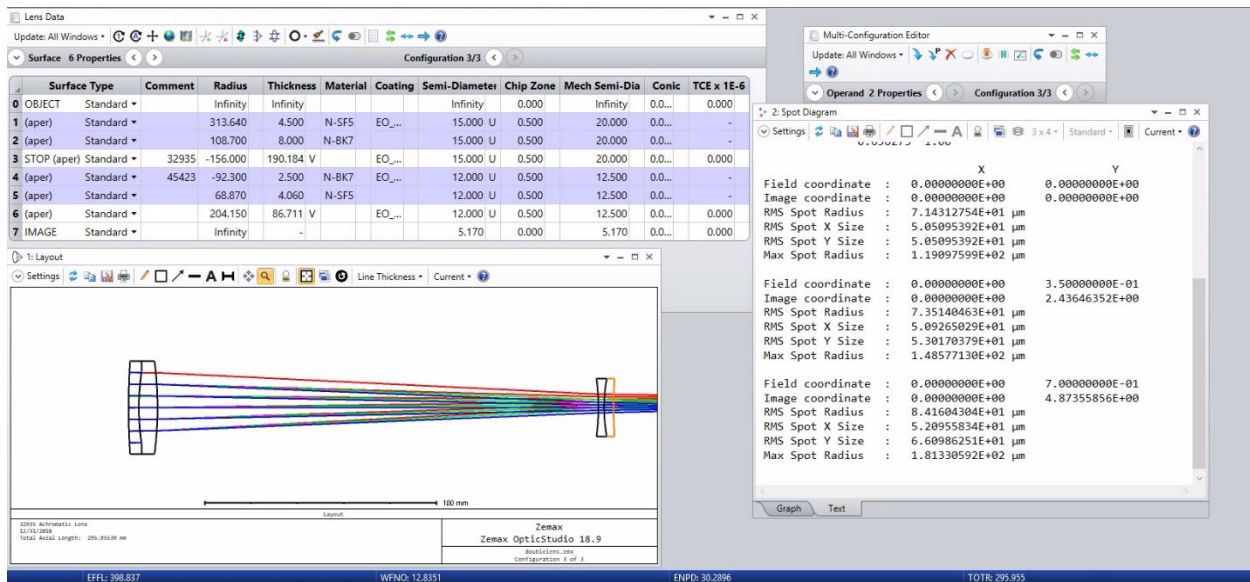 Lens Data
Update: All Windows
Surface 6 Properties Configuration 3/3
Surface Type Comment Radius Thickness Material Coating Semi-Diameter Chip Zone Mech Semi-Dia Conic TCE x 1E-6
0 OBJECT Standard Infinity Infinity Infinity 0.000 Infinity 0.0... 0.000
1 (aper) Standard 313.640 4.500 N-SF5 EO_... 15.000 U 0.500 20.000 0.0... -
2 (aper) Standard 108.700 8.000 N-BK7 15.000 U 0.500 20.000 0.0... -
3 STOP (aper) Standard 32935 -156.000 190.184 V EO_... 15.000 U 0.500 20.000 0.0... 0.000
4 (aper) Standard 45423 -92.300 2.500 N-BK7 EO_... 12.000 U 0.500 12.500 0.0... -
5 (aper) Standard 68.870 4.060 N-SF5 12.000 U 0.500 12.500 0.0... -
6 (aper) Standard 204.150 86.711 V EO_... 12.000 U 0.500 12.500 0.0... 0.000
7 IMAGE Standard Infinity - 5.170 0.000 5.170 0.0... 0.000
1: Layout
Settings Line Thickness Current
100 mm
Layout
32935 Achromatic Lens
12/31/2018
Total Axial Length: 295.95539 mm
Zemax
Zemax OpticStudio 18.9
doublelens.zmx
Configuration 3 of 3
Multi-Configuration Editor
Update: All Windows
Operand 2 Properties Configuration 3/3
2: Spot Diagram
Settings 3 x 4 Standard Current
X Y
Field coordinate : 0.00000000E+00 0.00000000E+00
Image coordinate : 0.00000000E+00 0.00000000E+00
RMS Spot Radius : 7.14312754E+01 µm
RMS Spot X Size : 5.05095392E+01 µm
RMS Spot Y Size : 5.05095392E+01 µm
Max Spot Radius : 1.19097599E+02 µm
Field coordinate : 0.00000000E+00 3.50000000E-01
Image coordinate : 0.00000000E+00 2.43646352E+00
RMS Spot Radius : 7.35140463E+01 µm
RMS Spot X Size : 5.09265029E+01 µm
RMS Spot Y Size : 5.30170379E+01 µm
Max Spot Radius : 1.48577130E+02 µm
Field coordinate : 0.00000000E+00 7.00000000E-01
Image coordinate : 0.00000000E+00 4.87355856E+00
RMS Spot Radius : 8.41604304E+01 µm
RMS Spot X Size : 5.20955834E+01 µm
RMS Spot Y Size : 6.60986251E+01 µm
Max Spot Radius : 1.81330592E+02 µm
Graph Text
EFFL: 398.837 WFNO: 12.8351 ENPD: 30.2896 TOTR: 295.955